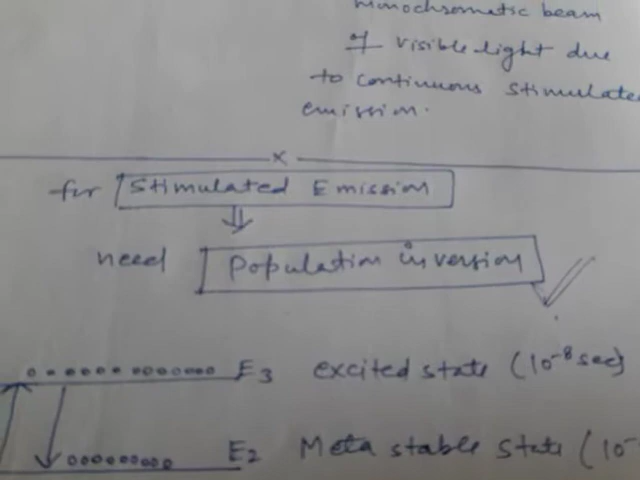 monochromatic beam
of visible light due
to continuous stimulated
emission.
x
for Stimulated Emission
need Population inversion
E3 excited state (10-8 sec)
E2 Meta stable state (10-